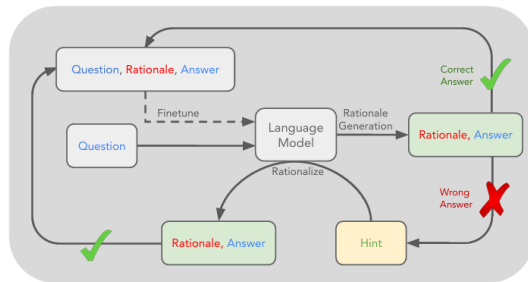 Question, Rationale, Answer
Correct
Answer
Finetune
Language
Model
Rationale
Generation
Question
Rationale, Answer
Rationalize
Wrong
Answer
Rationale, Answer
Hint